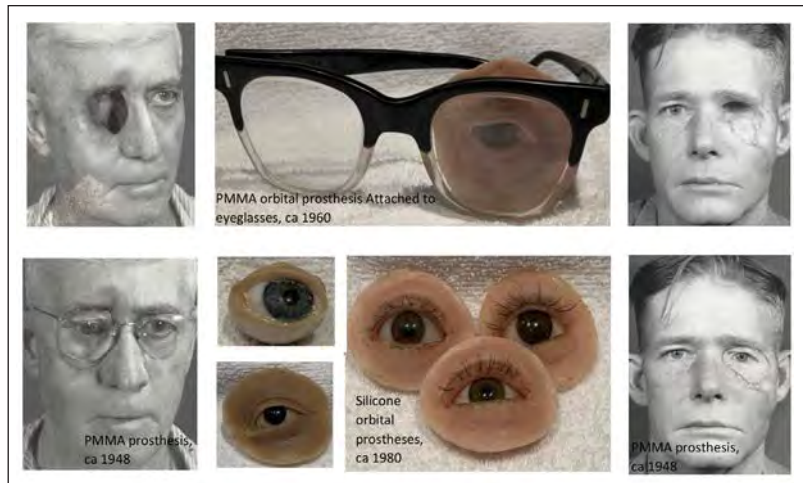 PMMA orbital prosthesis Attached to
eyeglasses, ca 1960
PMMA prosthesis,
ca 1948
Silicone
orbital
prostheses,
ca 1980
PMMA prosthesis,
ca 1948